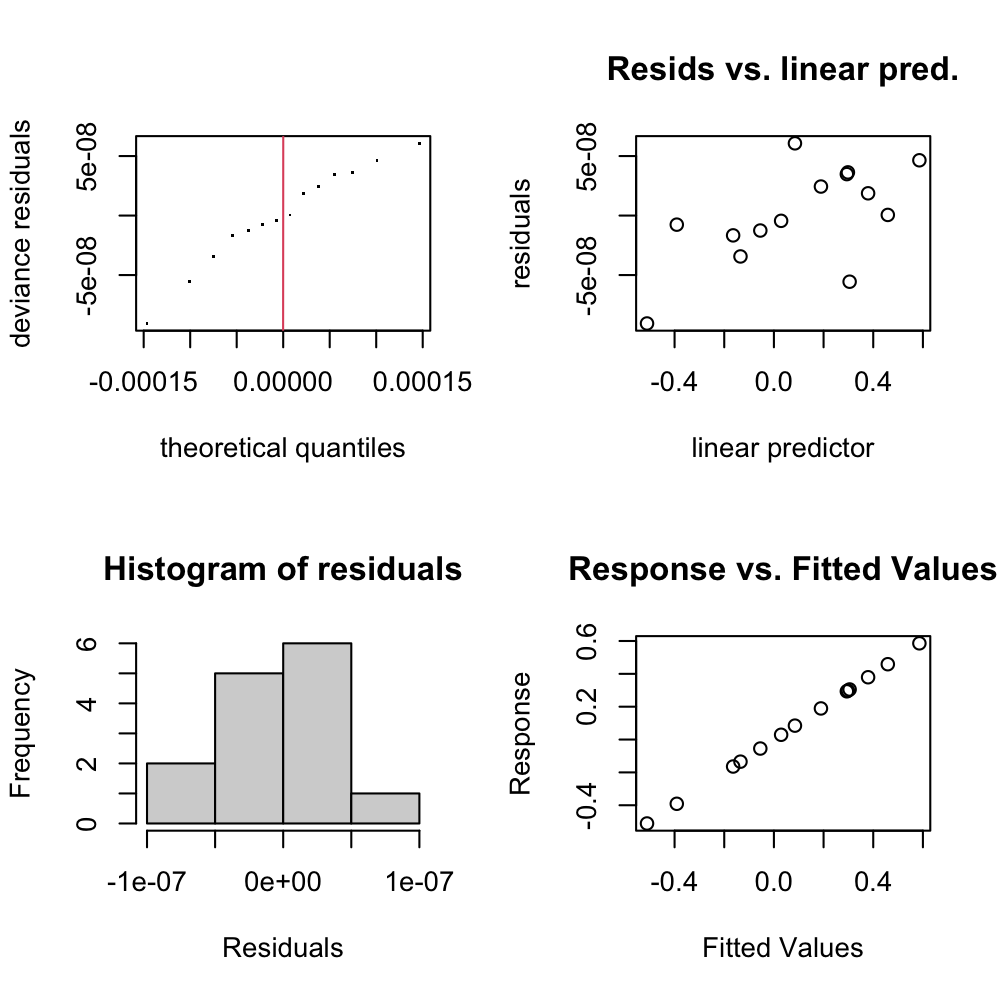 deviance residuals
5e-08
-5e-08
-0.00015 0.00000 0.00015
theoretical quantiles
Resids vs. linear pred.
residuals
5e-08
-5e-08
-0.4 0.0 0.4
linear predictor
Histogram of residuals
Frequency
6
4
2
0
-1e-07 0e+00 1e-07
Residuals
Response vs. Fitted Values
Response
0.6
0.2
-0.4
-0.4 0.0 0.4
Fitted Values